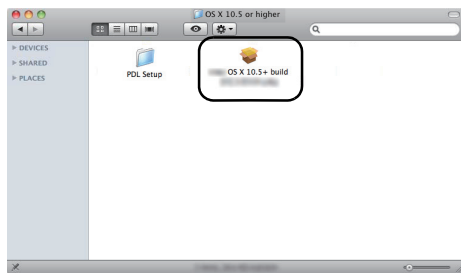 OS X 10.5 or higher
DEVICES
SHARED
PLACES
PDL Setup
OS X 10.5+ build